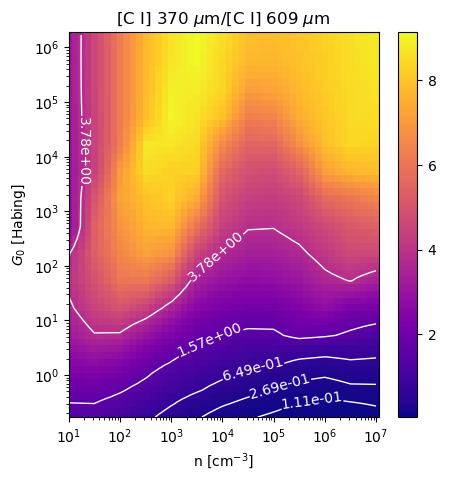 [C I] 370 μm/[C I] 609 μm
10⁶
10⁵
10⁴
10³
10²
10¹
10⁰
G₀ [Habing]
3.78e+00
3.78e+00
1.57e+00
6.49e-01
2.69e-01
1.11e-01
10¹ 10² 10³ 10⁴ 10⁵ 10⁶ 10⁷
n [cm⁻³]
8
6
4
2